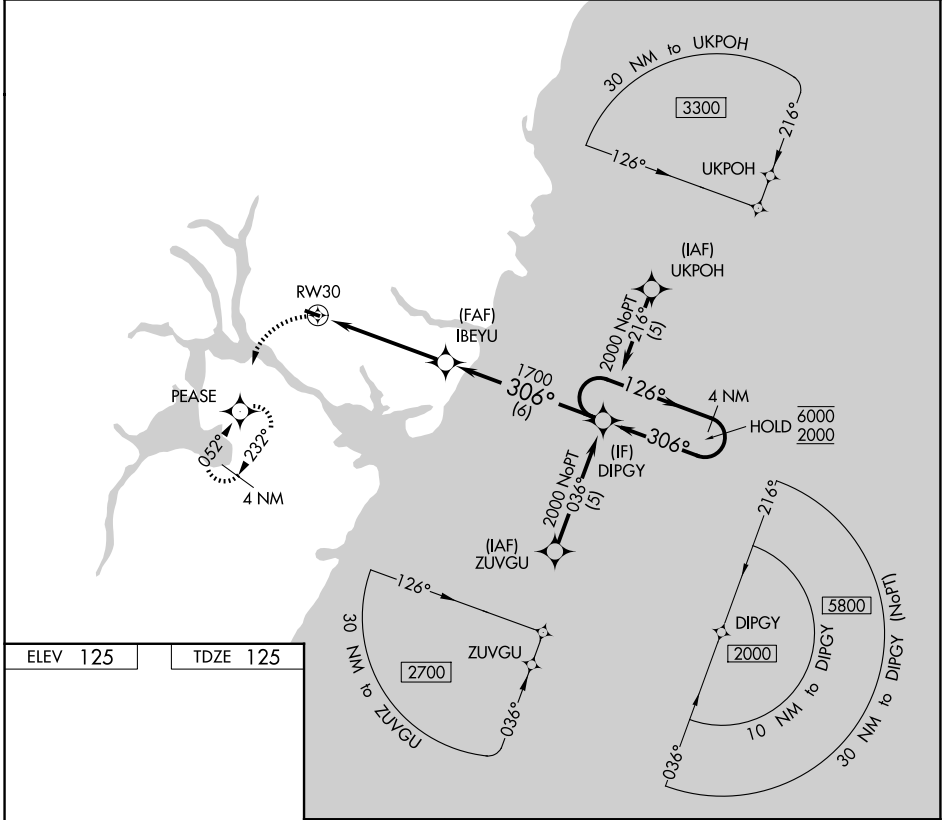 30 NM to UKPOH
3300
216°
126°
UKPOH
(IAF)
UKPOH
2000 NoPT
216°
(5)
RW30
(FAF)
IBEYU
1700
306°
(6)
126°
4 NM
HOLD
6000
2000
306°
(IF)
DIPGY
PEASE
052°
232°
4 NM
2000 NoPT
036°
(5)
(IAF)
ZUVGU
126°
30 NM to ZUVGU
2700
ZUVGU
036°
216°
5800
DIPGY
2000
10 NM to DIPGY
30 NM to DIPGY (NoPT)
036°
ELEV 125
TDZE 125